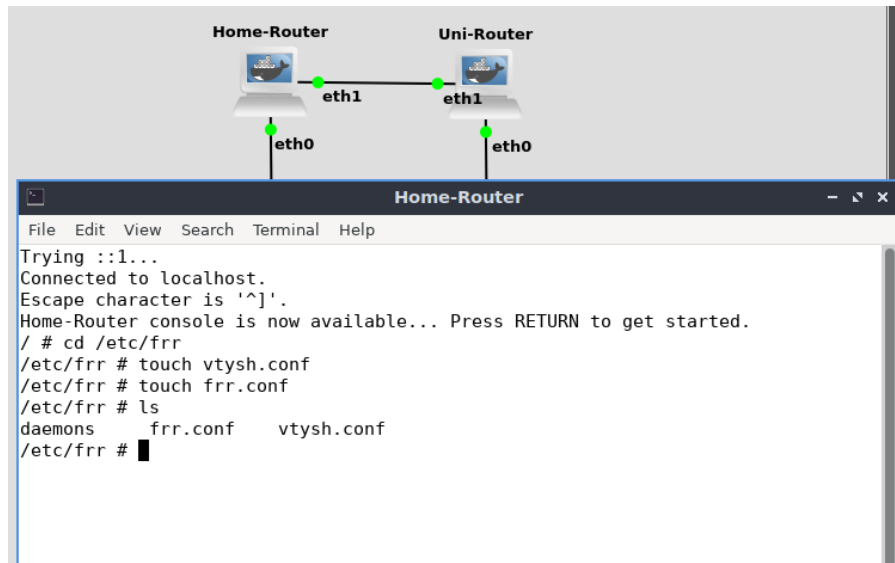 Home-Router Uni-Router
eth1 eth1
eth0 eth0
Home-Router
File Edit View Search Terminal Help
Trying ::1...
Connected to localhost.
Escape character is '^]'.
Home-Router console is now available... Press RETURN to get started.
/ # cd /etc/frr
/etc/frr # touch vtysh.conf
/etc/frr # touch frr.conf
/etc/frr # ls
daemons     frr.conf    vtysh.conf
/etc/frr #